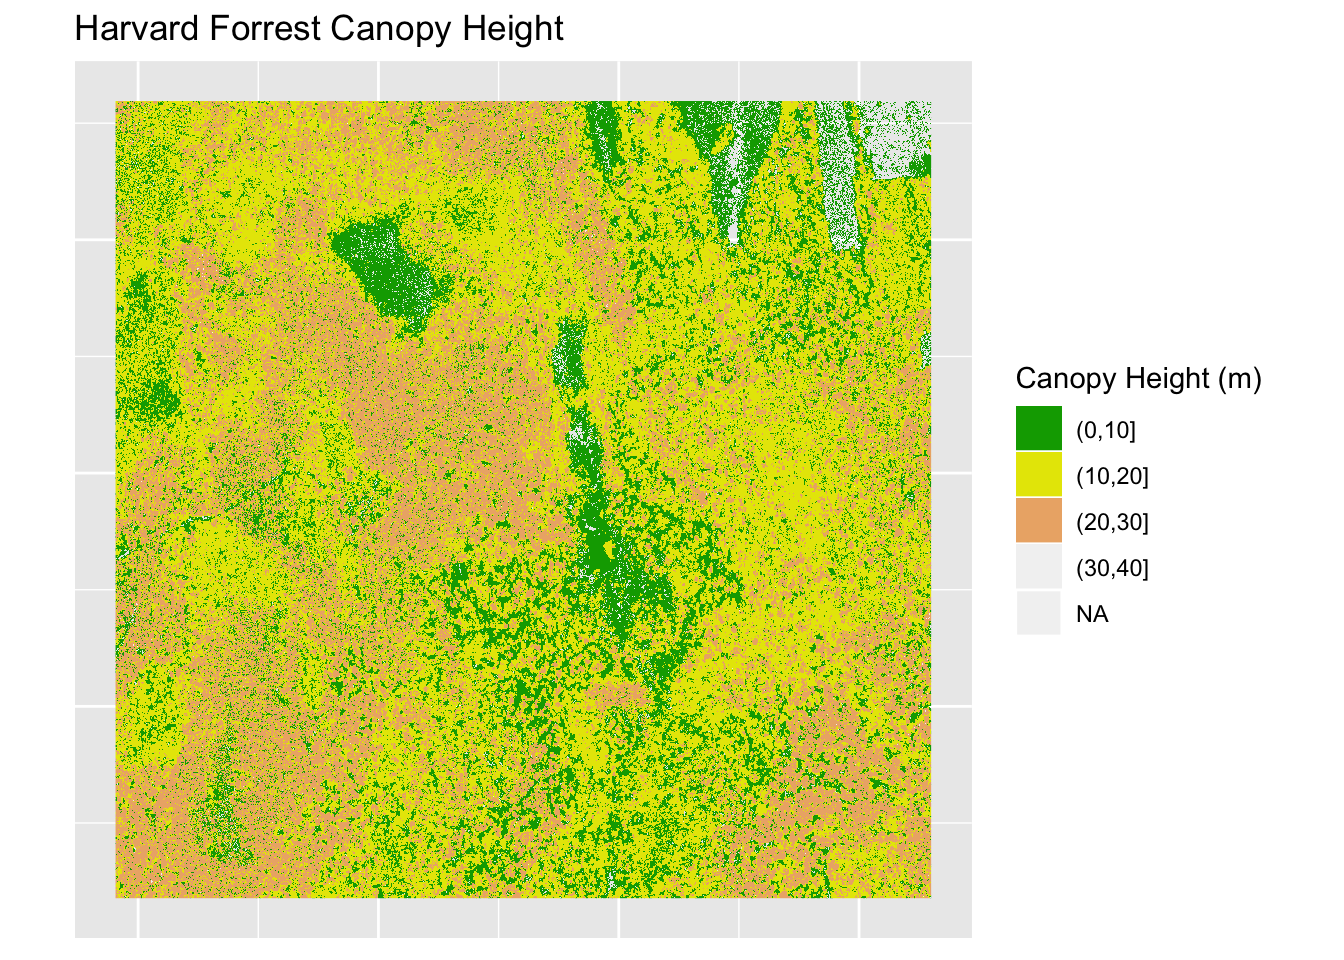 Harvard Forrest Canopy Height
Canopy Height (m)
(0,10]
(10,20]
(20,30]
(30,40]
NA